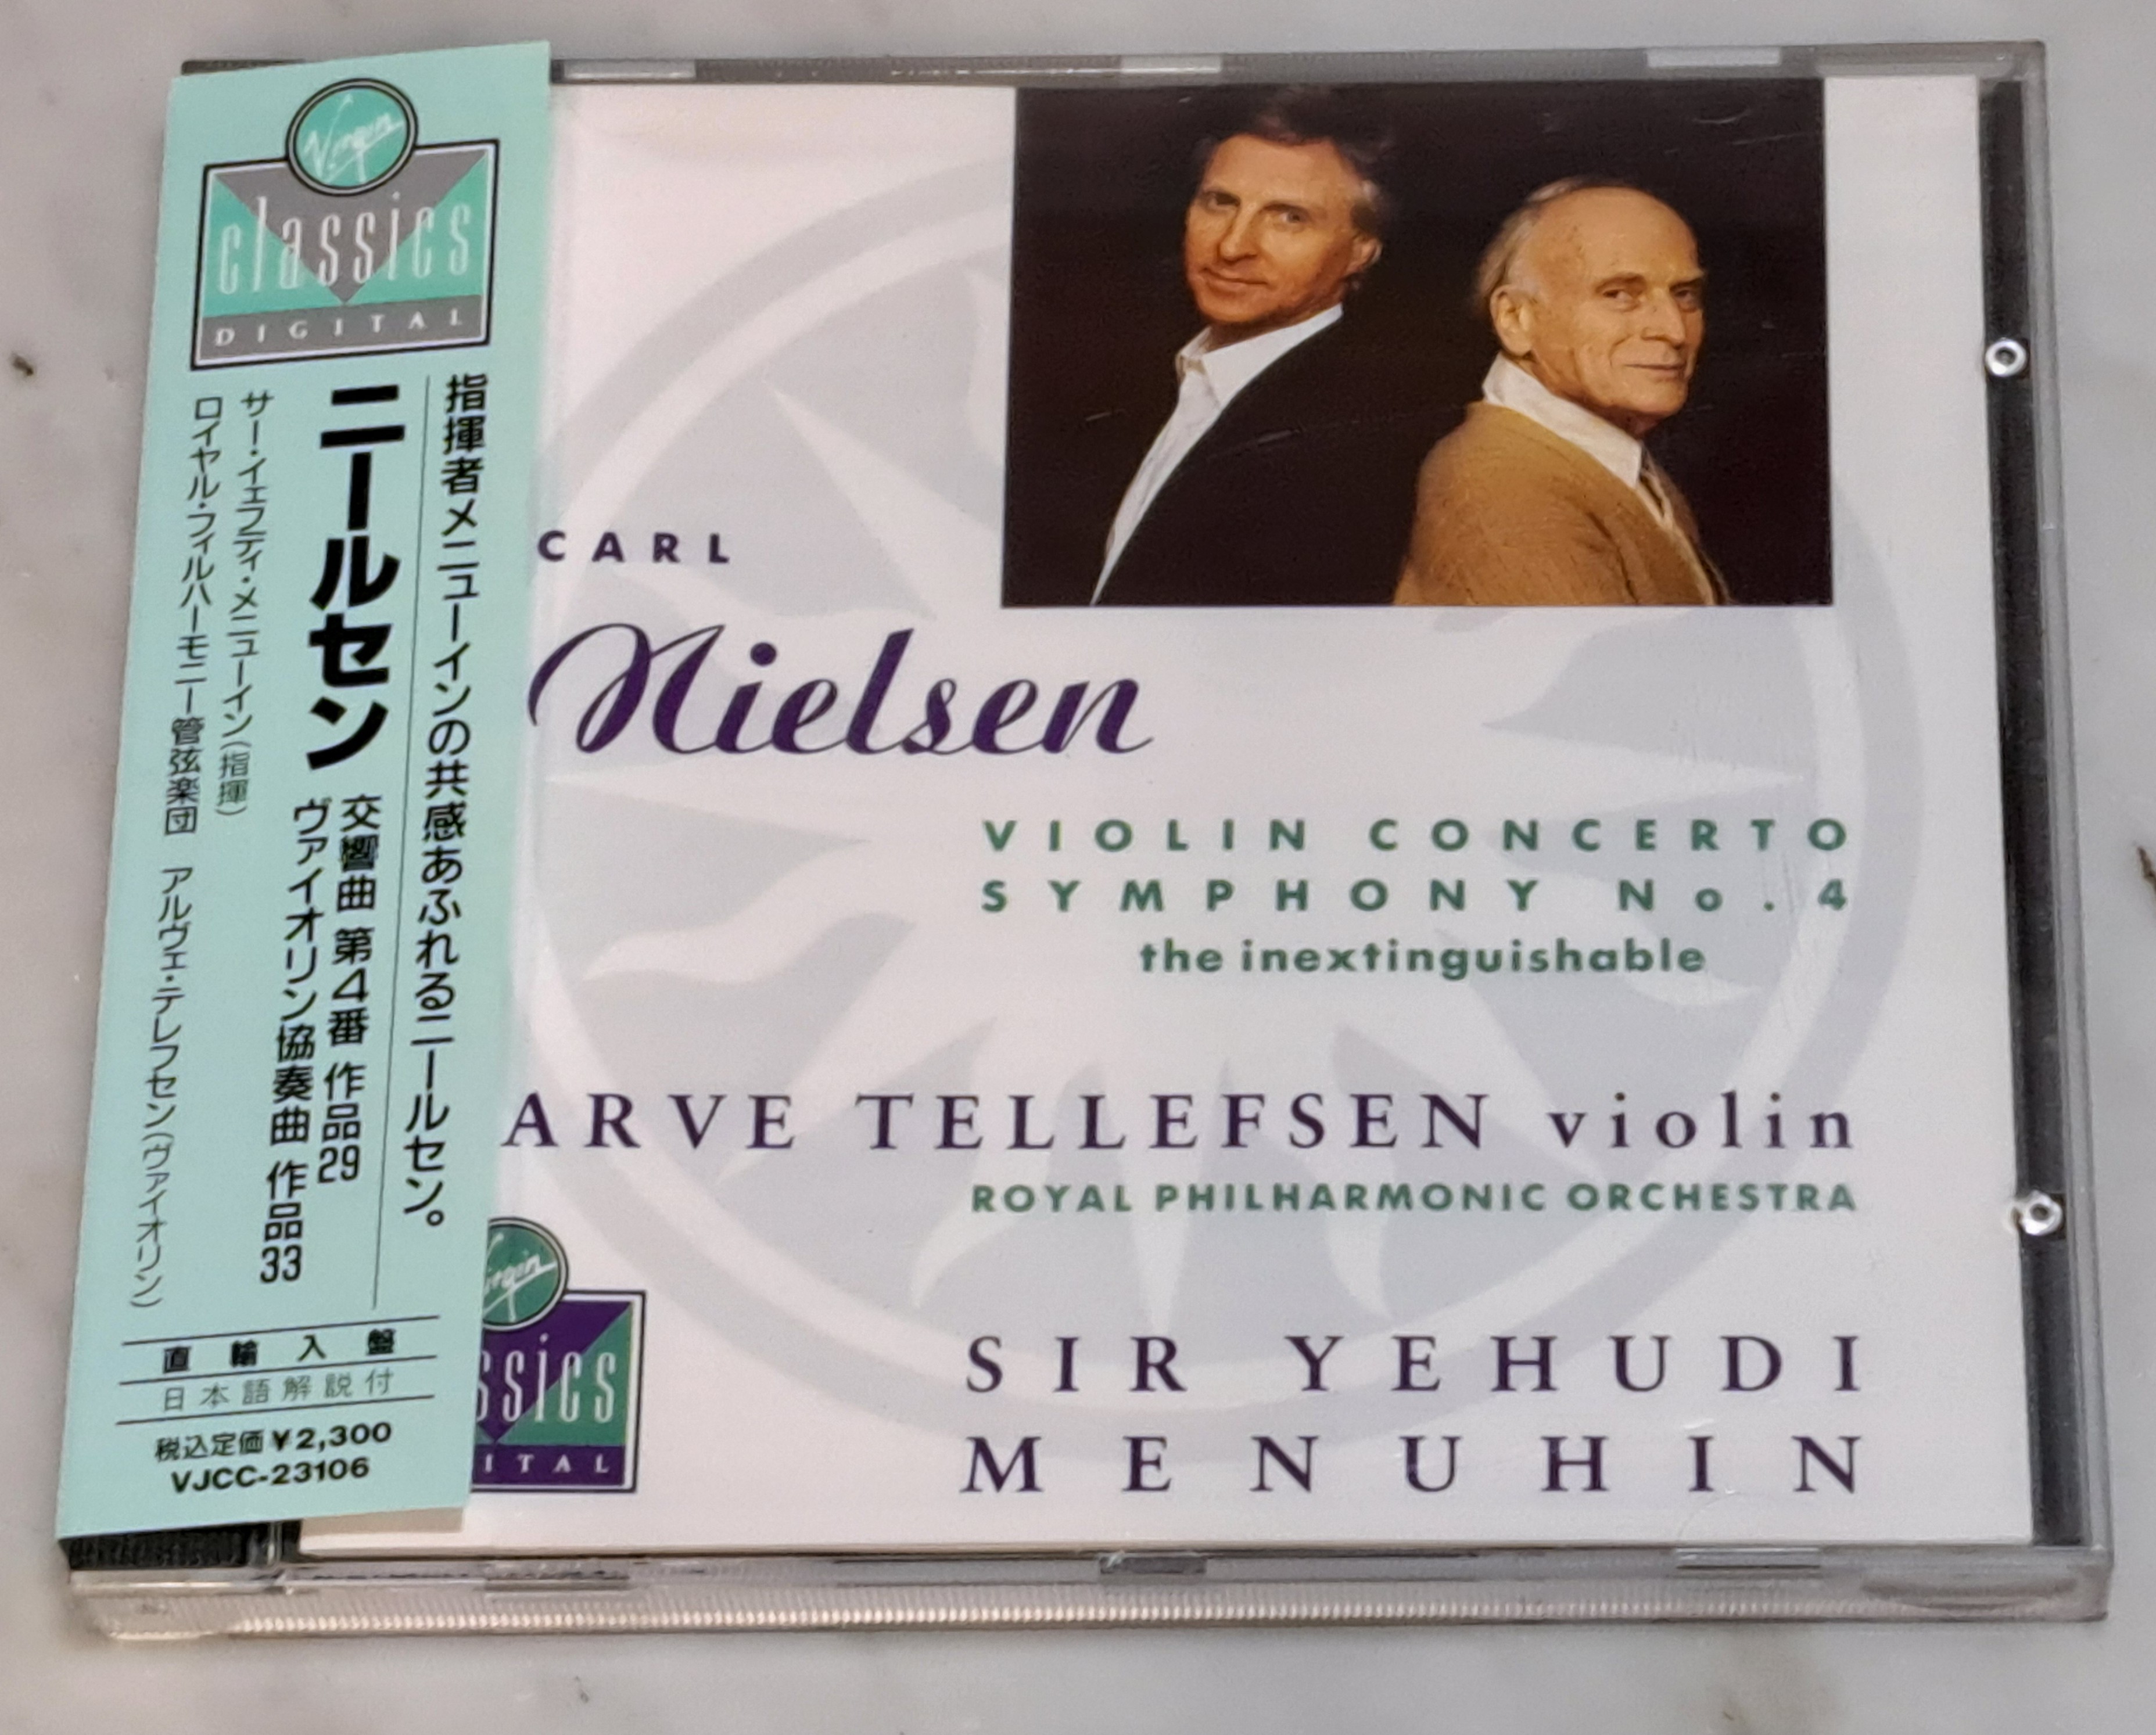 Virgin
classics
DIGITAL
指揮者メニューインの共感あふれるニールセン。
ニールセン
交響曲 第4番 作品29
ヴァイオリン協奏曲 作品33
サー・イェフディ・メニューイン(指揮)
ロイヤル・フィルハーモニー管弦楽団 アルヴェ・テレフセン(ヴァイオリン)
直輸入盤
日本語解説付
税込定価¥2,300
VJCC-23106
CARL
Nielsen
VIOLIN CONCERTO
SYMPHONY No. 4
the inextinguishable
ARVE TELLEFSEN violin
ROYAL PHILHARMONIC ORCHESTRA
SIR YEHUDI
MENUHIN
irgin
ssics
ITAL